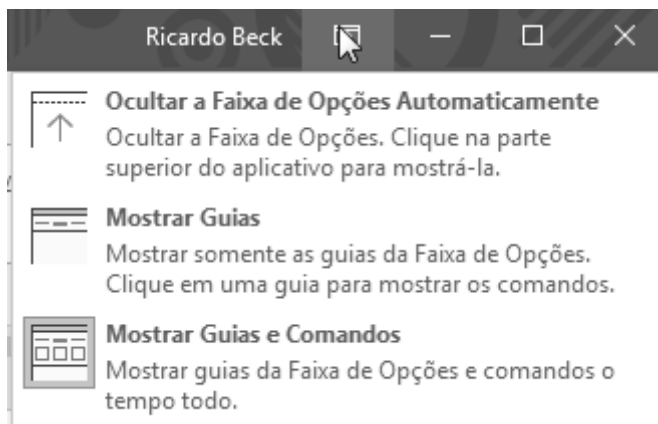 Ricardo Beck
Ocultar a Faixa de Opções Automaticamente
Ocultar a Faixa de Opções. Clique na parte
superior do aplicativo para mostrá-la.
Mostrar Guias
Mostrar somente as guias da Faixa de Opções.
Clique em uma guia para mostrar os comandos.
Mostrar Guias e Comandos
Mostrar guias da Faixa de Opções e comandos o
tempo todo.